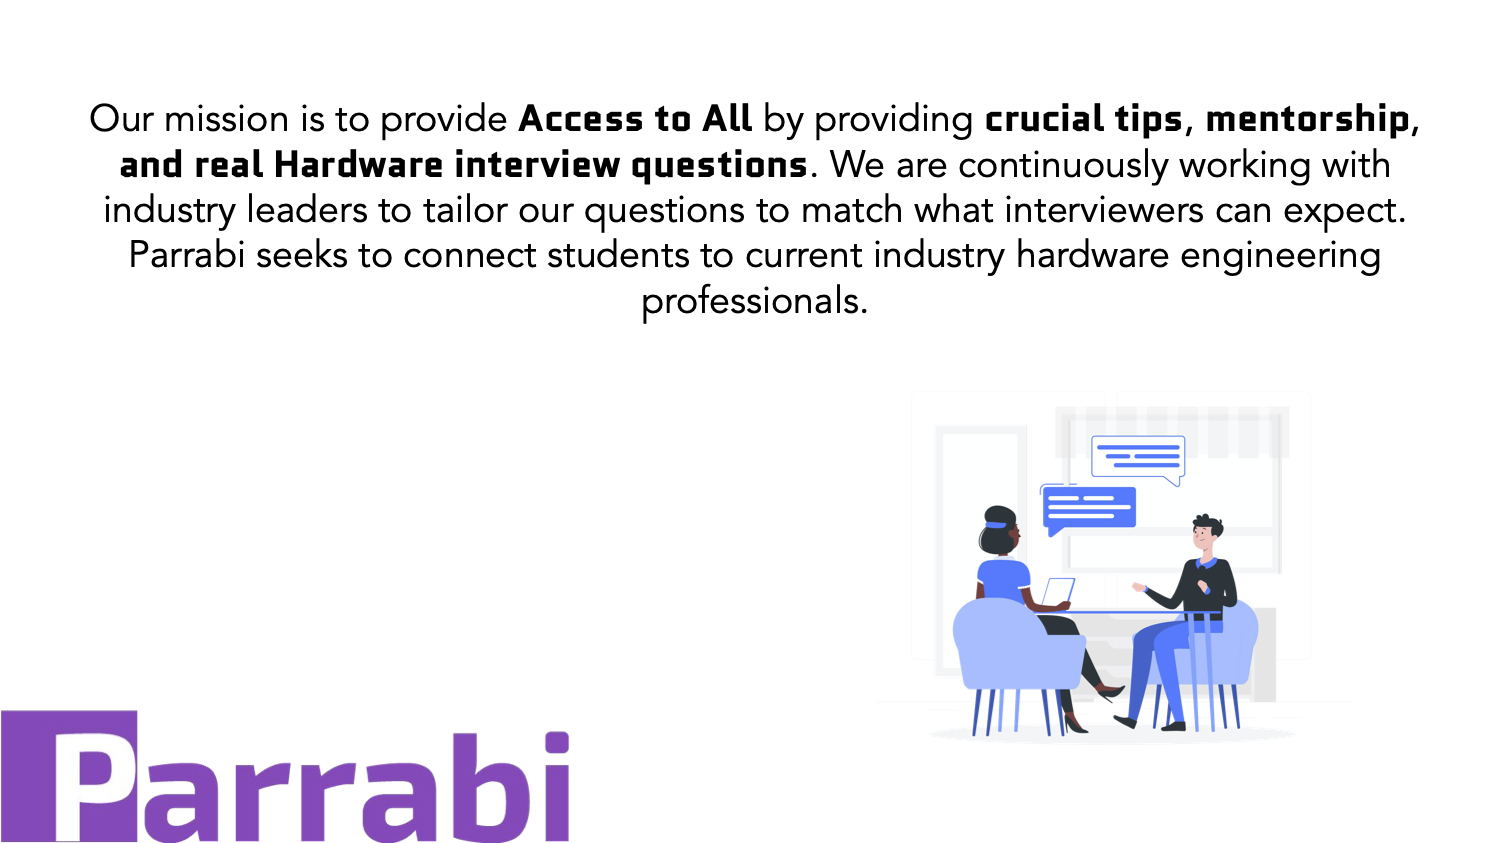 Our mission is to provide Access to All by providing crucial tips, mentorship,
and real Hardware interview questions. We are continuously working with
industry leaders to tailor our questions to match what interviewers can expect.
Parrabi seeks to connect students to current industry hardware engineering
professionals.
Parrabi